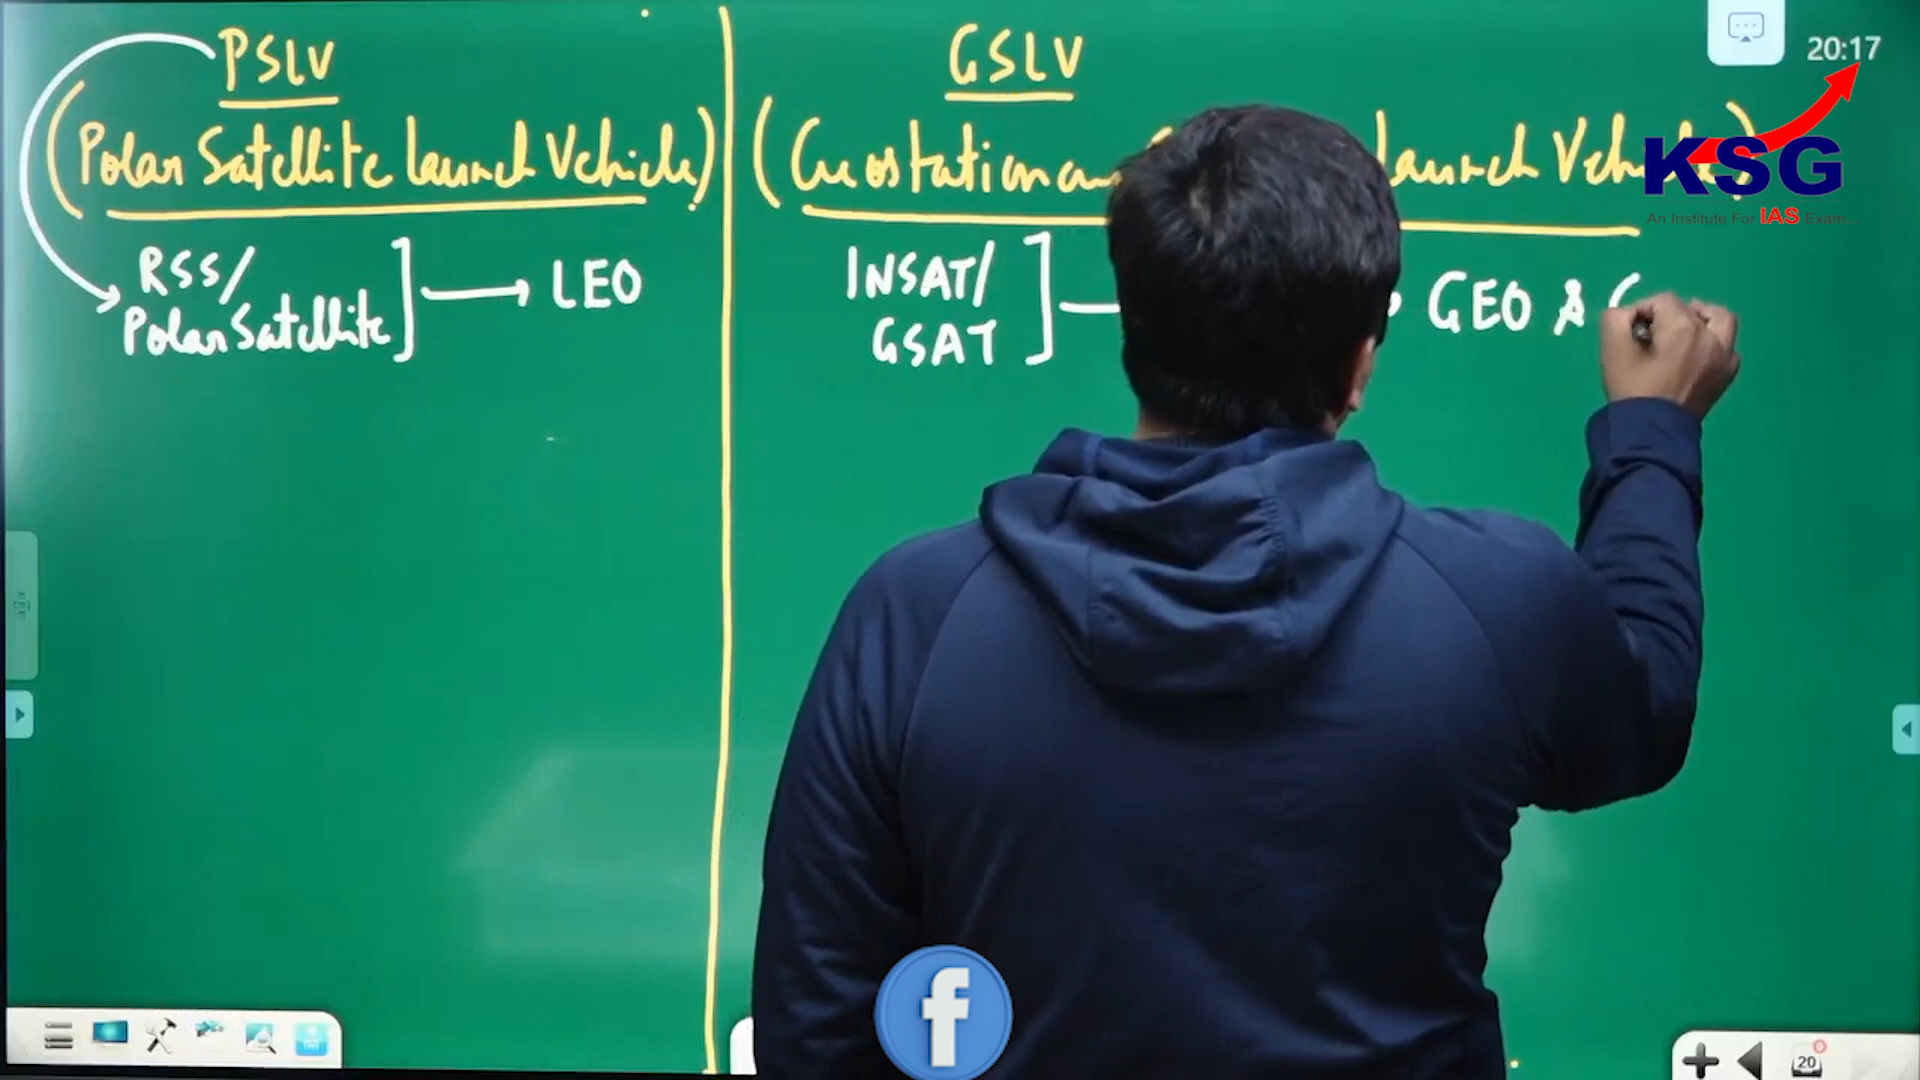 PSLV
(Polar Satellite Launch Vehicle)
RSS/
Polar Satellite
LEO
GSLV
Launch
INSAT/
GSAT
GEO &
20:17
KSG
An Institute For IAS Exam
f
20